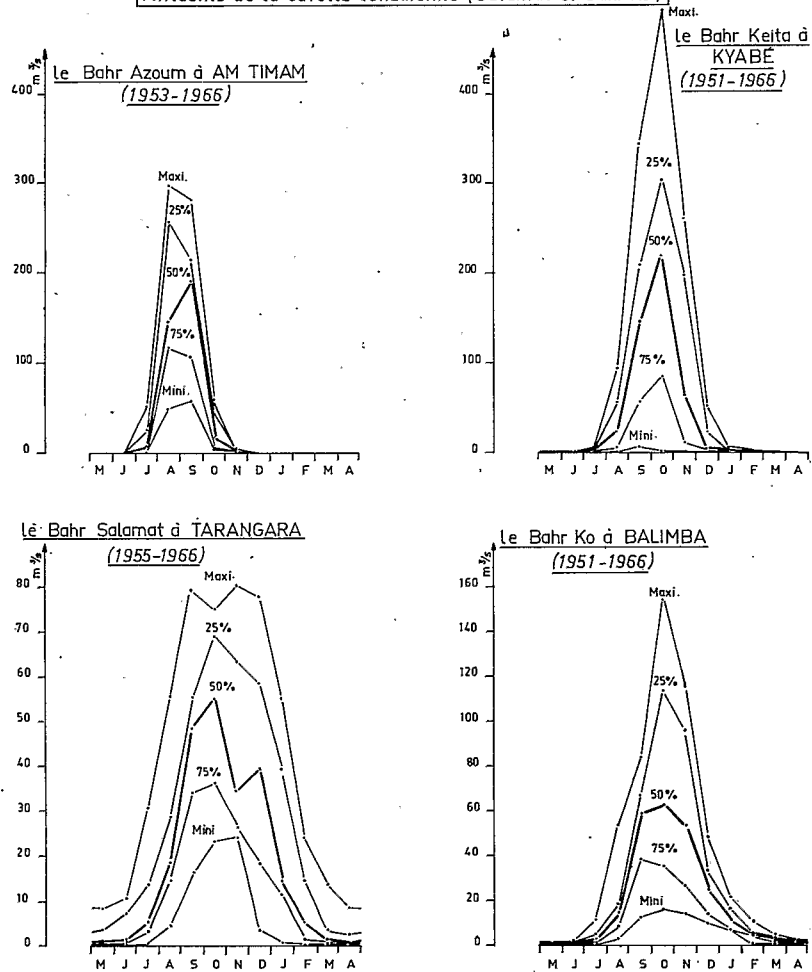 le Bahr Azoum à AM TIMAM
(1953-1966)
m³/s
400
300
200
100
0
Maxi.
25%
50%
75%
Mini.
M J J A S O N D J F M A
le Bahr Keita à
KYABÉ
(1951-1966)
m³/s
400
300
200
100
0
Maxi.
25%
50%
75%
Mini.
M J J A S O N D J F M A
le Bahr Salamat à TARANGARA
(1955-1966)
m³/s
80
70
60
50
40
30
20
10
0
Maxi.
25%
50%
75%
Mini
M J J A S O N D J F M A
le Bahr Ko à BALIMBA
(1951-1966)
m³/s
160
140
120
100
80
60
40
20
0
Maxi.
25%
50%
75%
Mini
M J J A S O N D J F M A